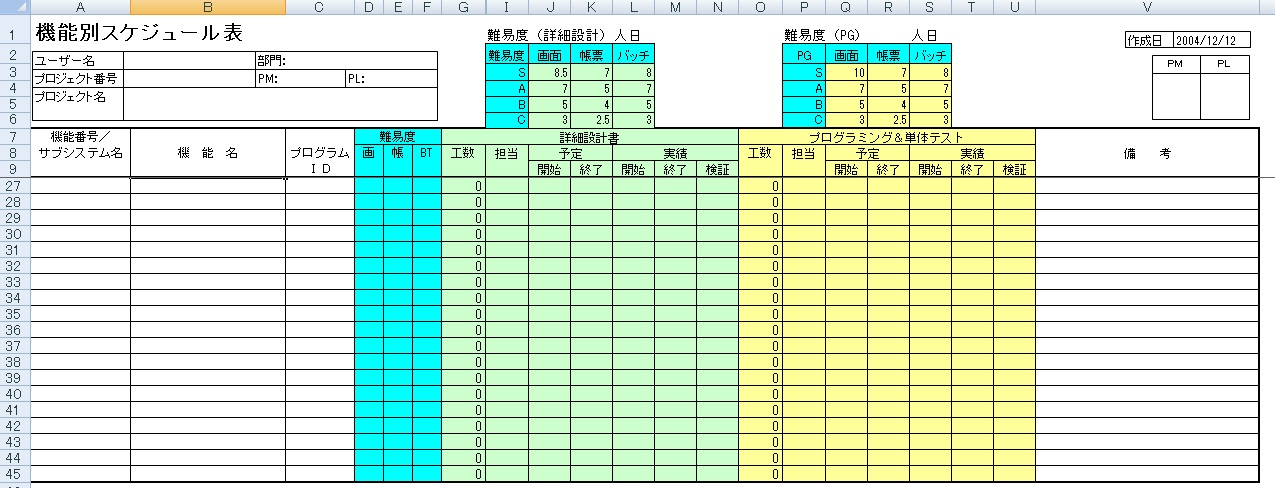 A B C D E F G H I J K L M N O P Q R S T U V
1 機能別スケジュール表 難易度（詳細設計）人日 難易度（PG） 人日 作成日 2004/12/12
2 ユーザー名 部門: 難易度 画面 帳票 バッチ PG 画面 帳票 バッチ PM PL
3 プロジェクト番号 PM: PL: S 8.5 7 8 S 10 7 8
4 プロジェクト名 A 7 5 7 A 7 5 7
5 B 5 4 5 B 5 4 5
6 C 3 2.5 3 C 3 2.5 3
7 機能番号／ 難易度 詳細設計書 プログラミング＆単体テスト
8 サブシステム名 機　能　名 プログラム 画 帳 BT 工数 担当 予定 実績 工数 担当 予定 実績 備　考
9 ＩＤ 開始 終了 開始 終了 検証 開始 終了 開始 終了 検証
27 0 0
28 0 0
29 0 0
30 0 0
31 0 0
32 0 0
33 0 0
34 0 0
35 0 0
36 0 0
37 0 0
38 0 0
39 0 0
40 0 0
41 0 0
42 0 0
43 0 0
44 0 0
45 0 0